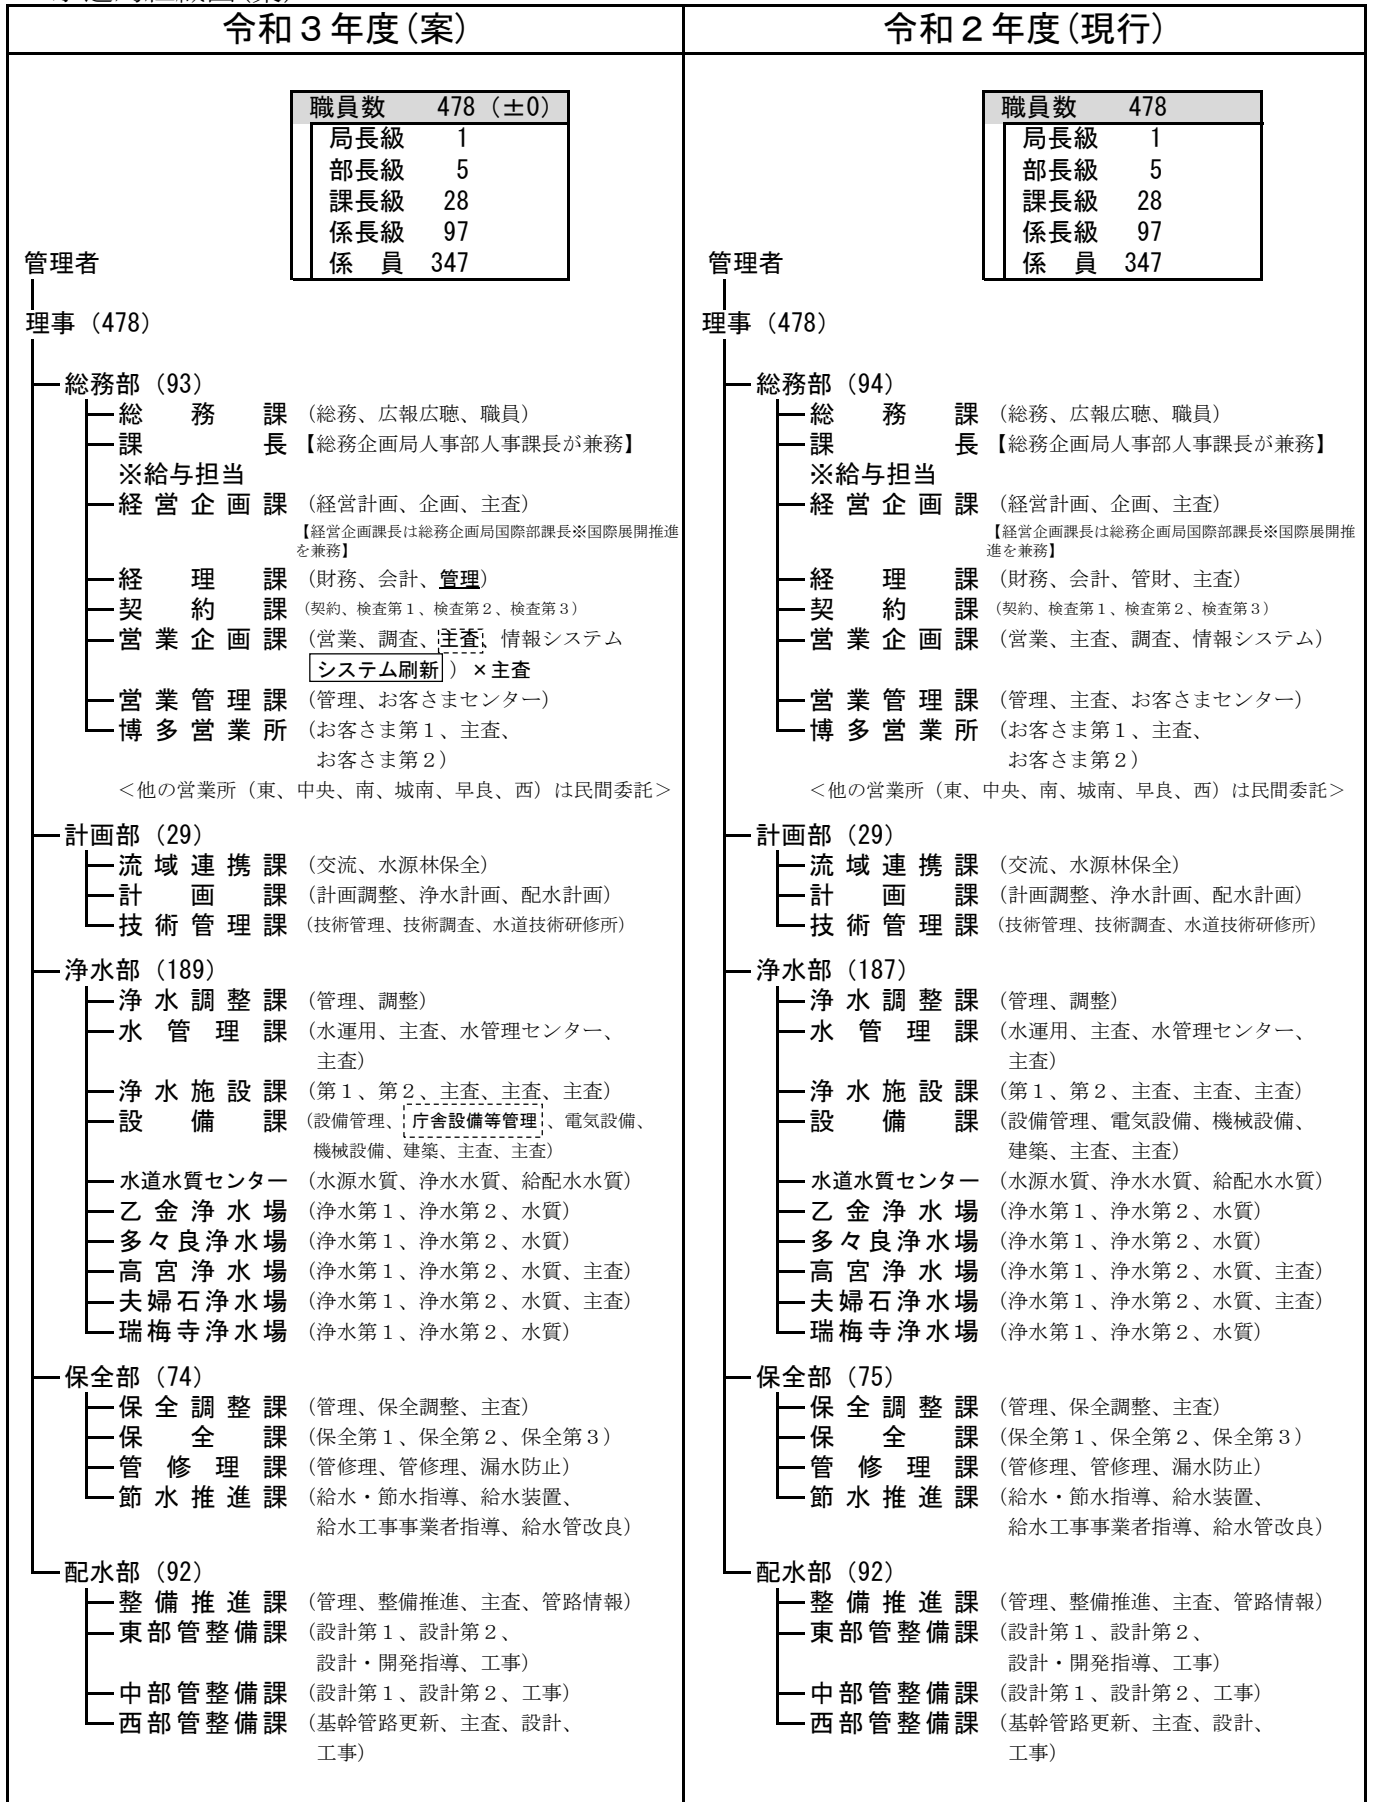 令和３年度(案)
職員数 478 (±0)
局長級 1
部長級 5
課長級 28
係長級 97
係 員 347
管理者
理事 (478)
総務部 (93)
総務課 (総務、広報広聴、職員)
課長 【総務企画局人事部人事課長が兼務】
※給与担当
経営企画課 (経営計画、企画、主査)
【経営企画課長は総務企画局国際部課長※国際展開推進
を兼務】
経理課 (財務、会計、管理)
契約課 (契約、検査第１、検査第２、検査第３)
営業企画課 (営業、調査、主査、情報システム
システム刷新) ×主査
営業管理課 (管理、お客さまセンター)
博多営業所 (お客さま第１、主査、
お客さま第２)
＜他の営業所（東、中央、南、城南、早良、西）は民間委託＞
計画部 (29)
流域連携課 (交流、水源林保全)
計画課 (計画調整、浄水計画、配水計画)
技術管理課 (技術管理、技術調査、水道技術研修所)
浄水部 (189)
浄水調整課 (管理、調整)
水管理課 (水運用、主査、水管理センター、
主査)
浄水施設課 (第１、第２、主査、主査、主査)
設備課 (設備管理、庁舎設備等管理、電気設備、
機械設備、建築、主査、主査)
水道水質センター (水源水質、浄水水質、給配水水質)
乙金浄水場 (浄水第１、浄水第２、水質)
多々良浄水場 (浄水第１、浄水第２、水質)
高宮浄水場 (浄水第１、浄水第２、水質、主査)
夫婦石浄水場 (浄水第１、浄水第２、水質、主査)
瑞梅寺浄水場 (浄水第１、浄水第２、水質)
保全部 (74)
保全調整課 (管理、保全調整、主査)
保全課 (保全第１、保全第２、保全第３)
管修理課 (管修理、管修理、漏水防止)
節水推進課 (給水・節水指導、給水装置、
給水工事事業者指導、給水管改良)
配水部 (92)
整備推進課 (管理、整備推進、主査、管路情報)
東部管整備課 (設計第１、設計第２、
設計・開発指導、工事)
中部管整備課 (設計第１、設計第２、工事)
西部管整備課 (基幹管路更新、主査、設計、
工事)
令和２年度(現行)
職員数 478
局長級 1
部長級 5
課長級 28
係長級 97
係 員 347
管理者
理事 (478)
総務部 (94)
総務課 (総務、広報広聴、職員)
課長 【総務企画局人事部人事課長が兼務】
※給与担当
経営企画課 (経営計画、企画、主査)
【経営企画課長は総務企画局国際部課長※国際展開推
進を兼務】
経理課 (財務、会計、管財、主査)
契約課 (契約、検査第１、検査第２、検査第３)
営業企画課 (営業、主査、調査、情報システム)
営業管理課 (管理、主査、お客さまセンター)
博多営業所 (お客さま第１、主査、
お客さま第２)
＜他の営業所（東、中央、南、城南、早良、西）は民間委託＞
計画部 (29)
流域連携課 (交流、水源林保全)
計画課 (計画調整、浄水計画、配水計画)
技術管理課 (技術管理、技術調査、水道技術研修所)
浄水部 (187)
浄水調整課 (管理、調整)
水管理課 (水運用、主査、水管理センター、
主査)
浄水施設課 (第１、第２、主査、主査、主査)
設備課 (設備管理、電気設備、機械設備、
建築、主査、主査)
水道水質センター (水源水質、浄水水質、給配水水質)
乙金浄水場 (浄水第１、浄水第２、水質)
多々良浄水場 (浄水第１、浄水第２、水質)
高宮浄水場 (浄水第１、浄水第２、水質、主査)
夫婦石浄水場 (浄水第１、浄水第２、水質、主査)
瑞梅寺浄水場 (浄水第１、浄水第２、水質)
保全部 (75)
保全調整課 (管理、保全調整、主査)
保全課 (保全第１、保全第２、保全第３)
管修理課 (管修理、管修理、漏水防止)
節水推進課 (給水・節水指導、給水装置、
給水工事事業者指導、給水管改良)
配水部 (92)
整備推進課 (管理、整備推進、主査、管路情報)
東部管整備課 (設計第１、設計第２、
設計・開発指導、工事)
中部管整備課 (設計第１、設計第２、工事)
西部管整備課 (基幹管路更新、主査、設計、
工事)